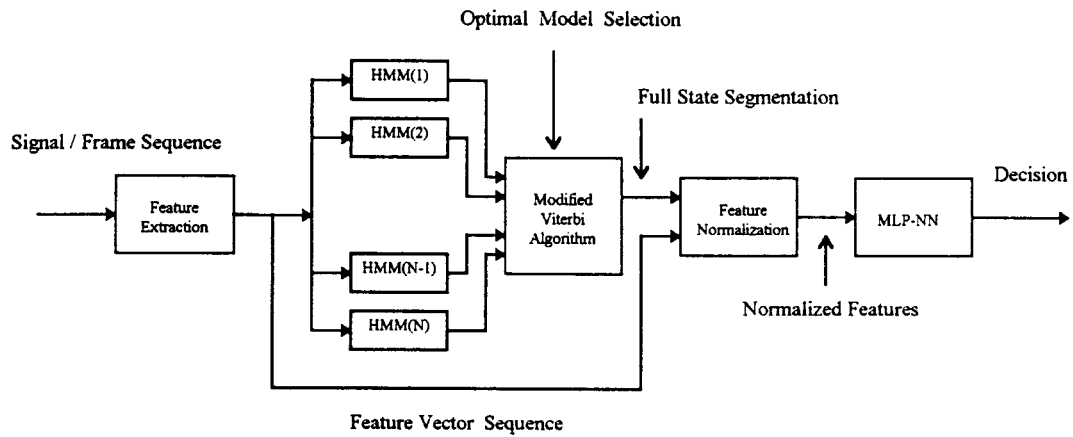 Optimal Model Selection
HMM(1)
Full State Segmentation
HMM(2)
Signal / Frame Sequence
Feature
Extraction
Modified
Viterbi
Algorithm
Feature
Normalization
MLP-NN
Decision
HMM(N-1)
HMM(N)
Normalized Features
Feature Vector Sequence